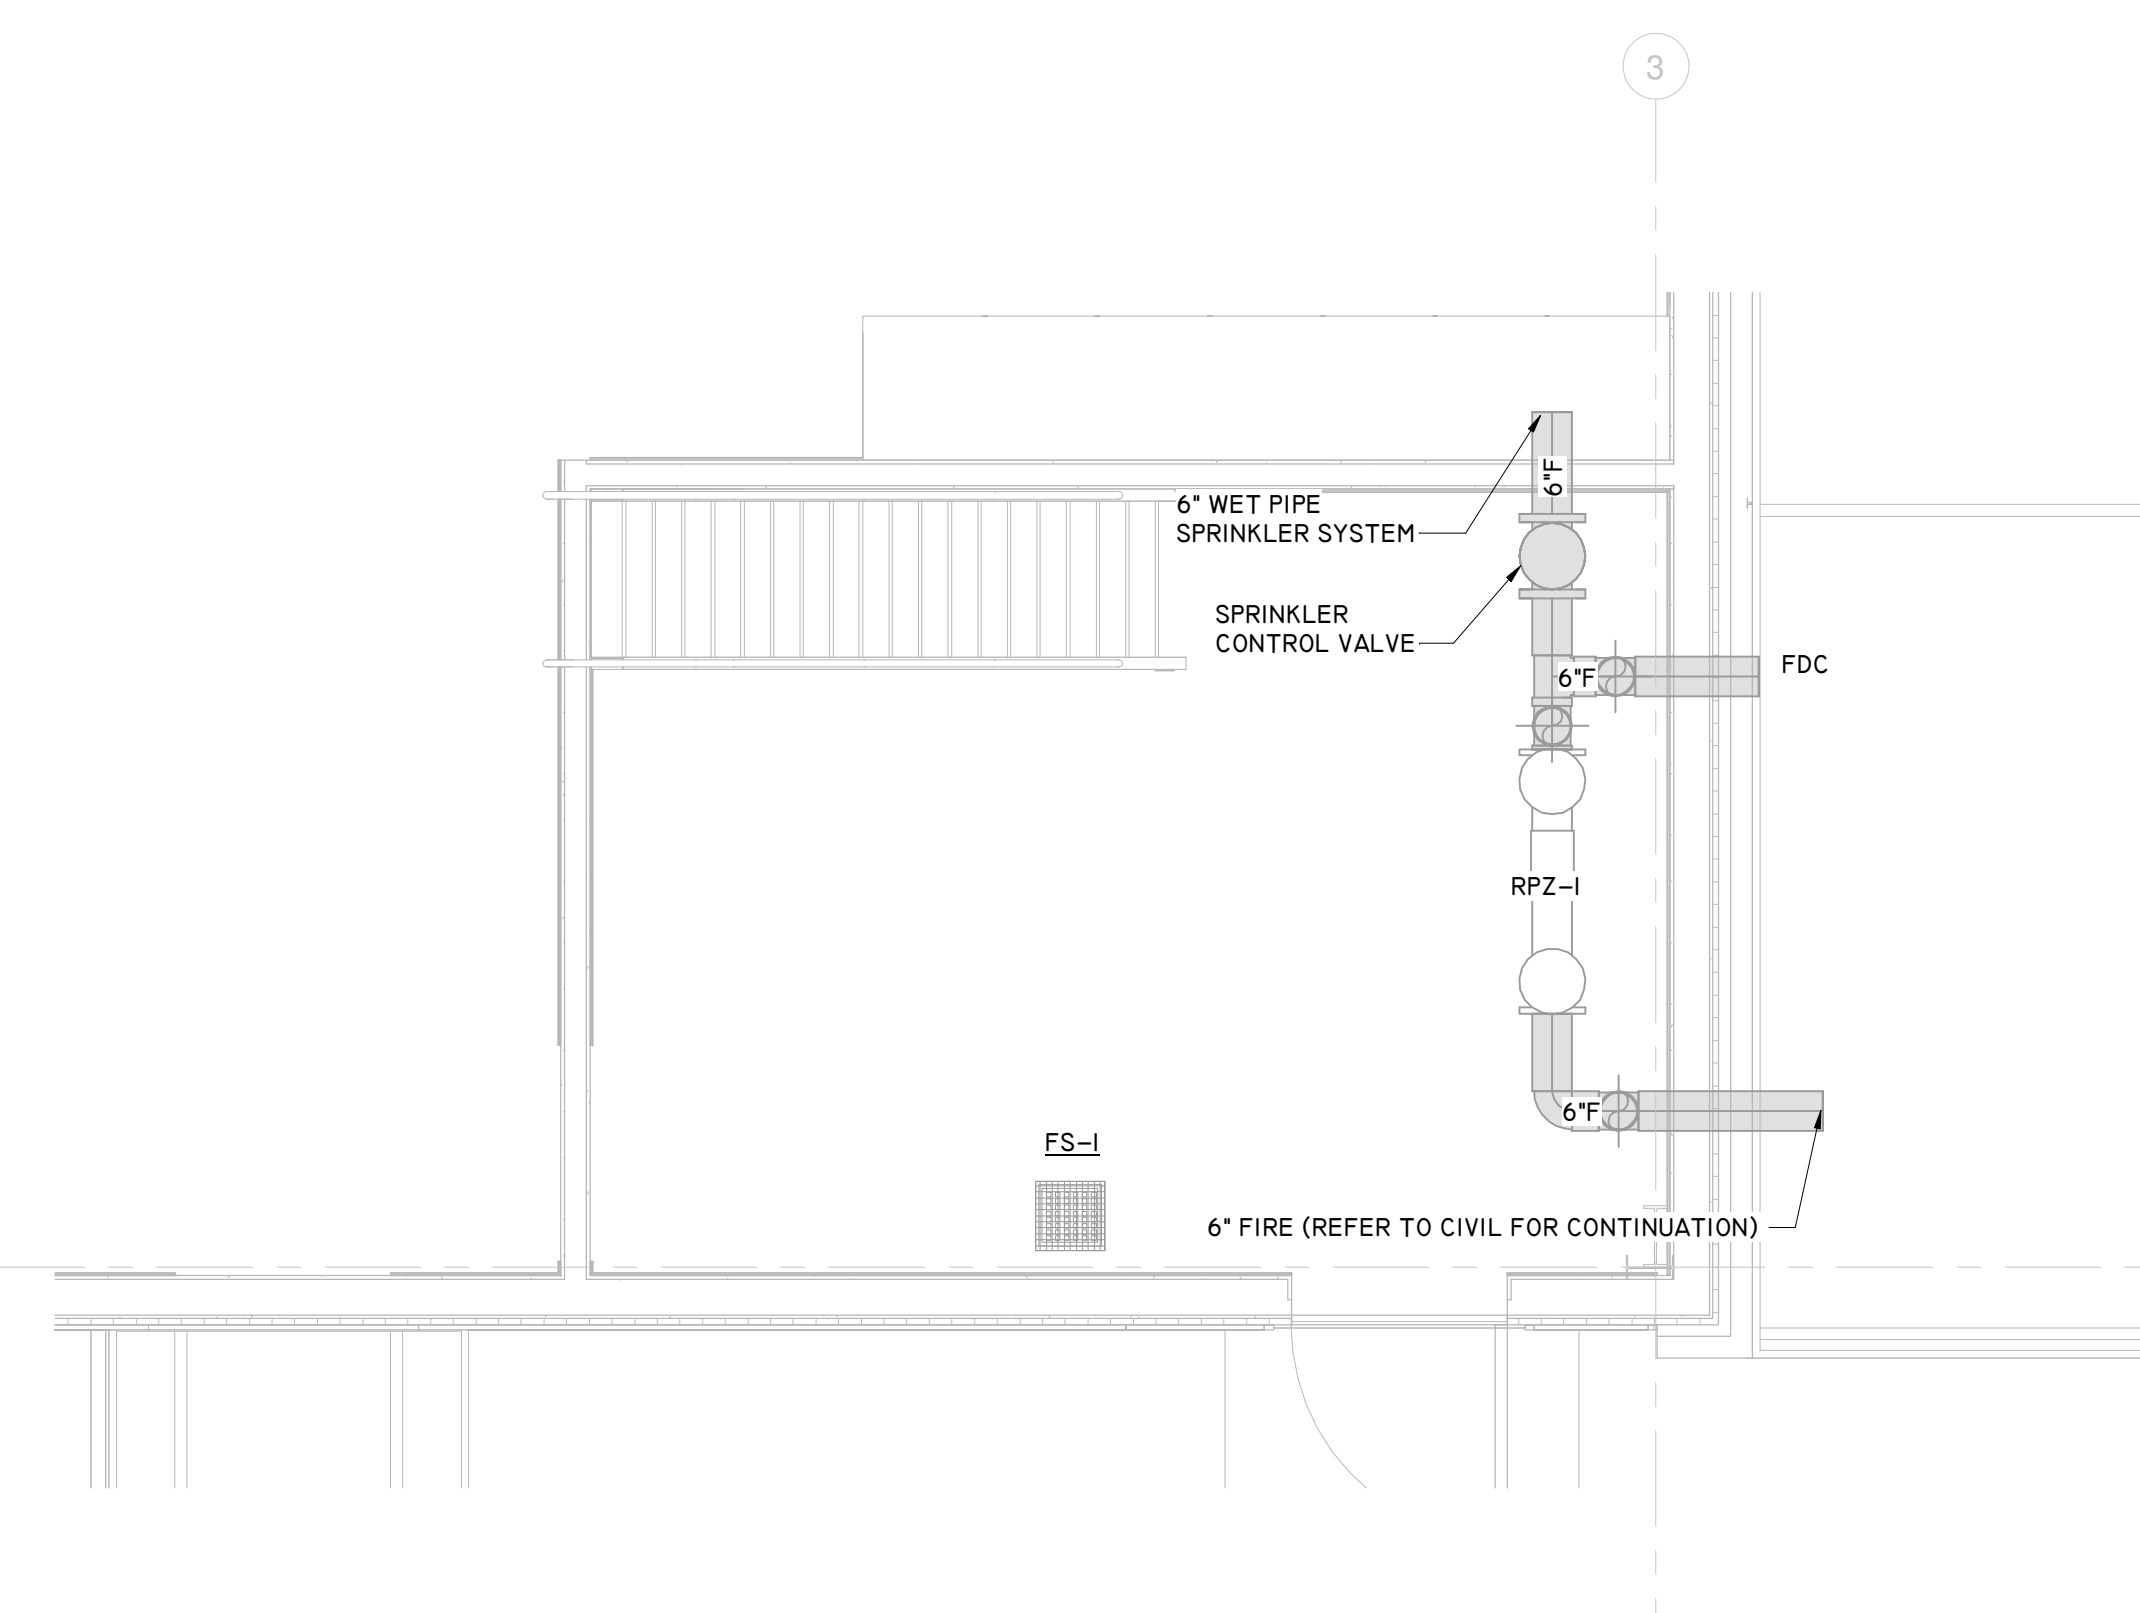 3
6"F
6" WET PIPE
SPRINKLER SYSTEM
SPRINKLER
CONTROL VALVE
FDC
6"F
RPZ-1
6"F
FS-1
6" FIRE (REFER TO CIVIL FOR CONTINUATION)